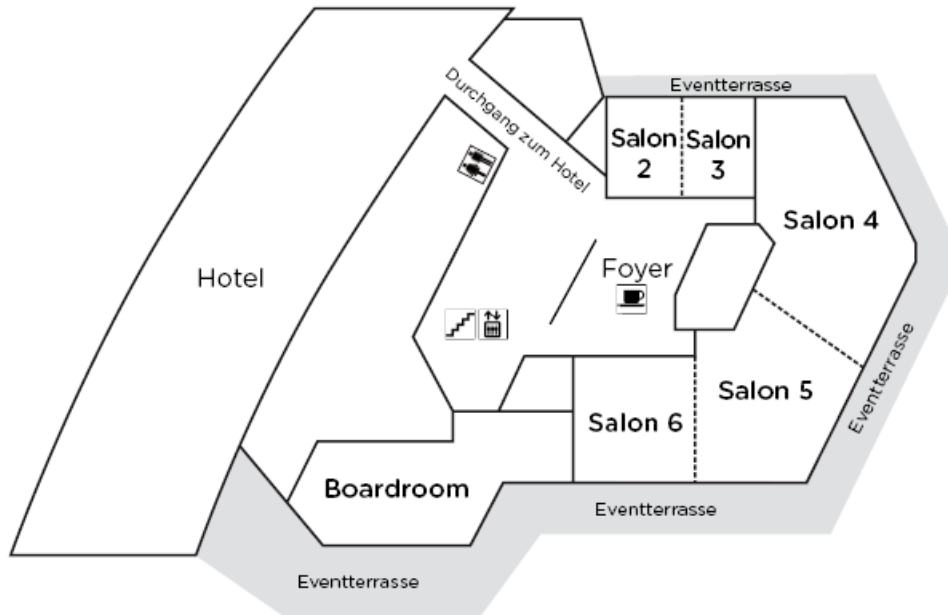 Eventterrasse
Durchgang zum Hotel
Salon
2
Salon
3
Salon 4
Hotel
Foyer
Eventterrasse
Salon 5
Salon 6
Boardroom
Eventterrasse
Eventterrasse